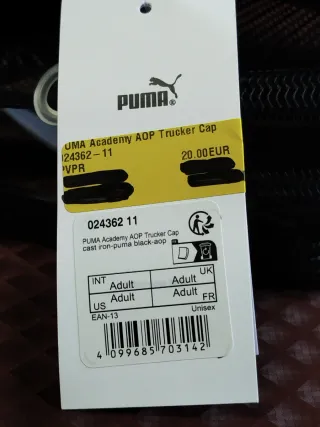 PUMA®
PUMA Academy AOP Trucker Cap
024362-11 20.00EUR
PVPR
024362 11
PUMA Academy AOP Trucker Cap
cast iron-puma black-aop
INT Adult Adult UK
US Adult Adult FR
EAN-13 Unisex
4 099685 703142